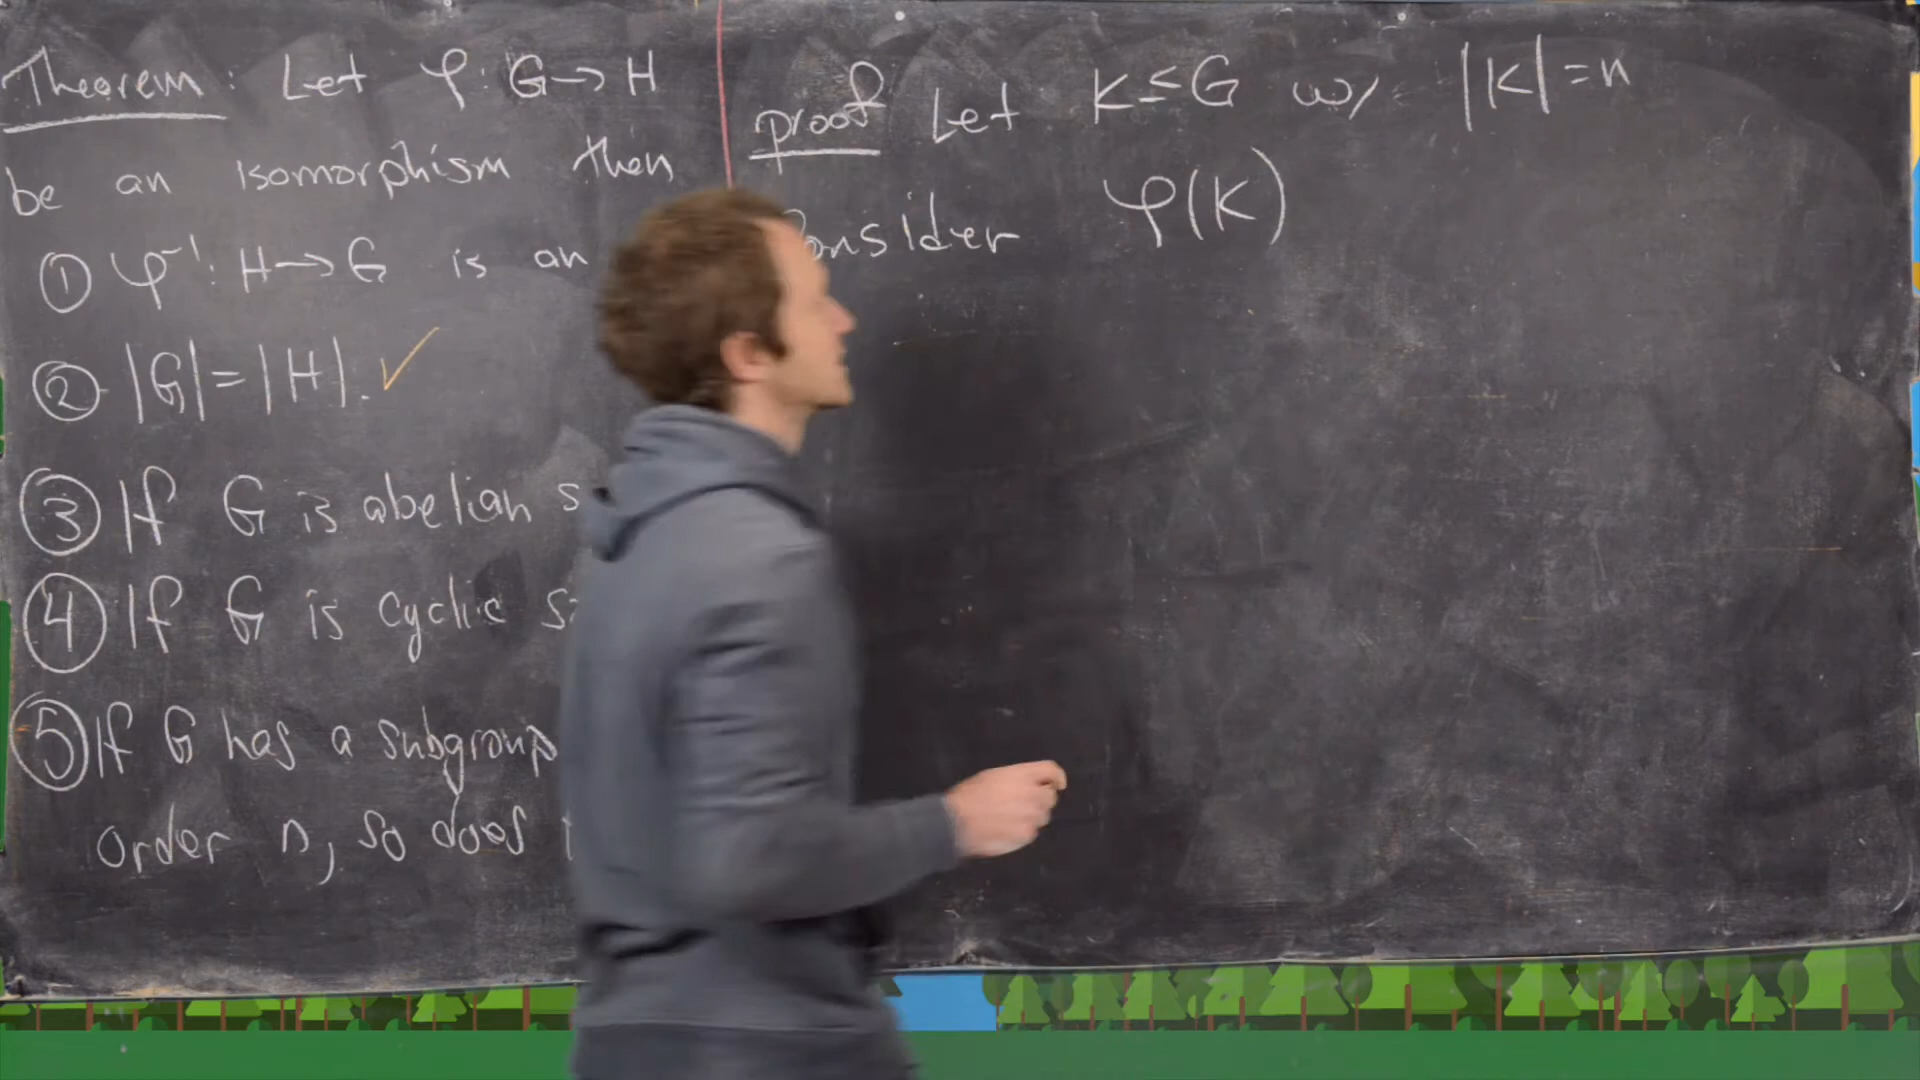 Theorem: Let φ: G→H
be an isomorphism then
① φ⁻¹: H→G is an
② |G|=|H|. ✓
③ If G is abelian s
④ If G is cyclic s
⑤ If G has a subgroup
order n, so does
proof Let K≤G w/ |K|=n
Consider φ(K)